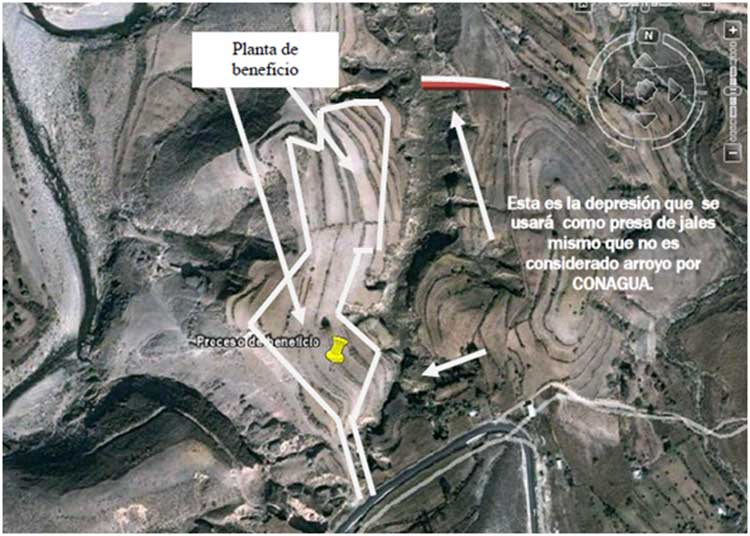 Planta de
beneficio
N
Esta es la depresión que se
usará como presa de jales
mismo que no es
considerado arroyo por
CONAGUA.
Proceso de beneficio